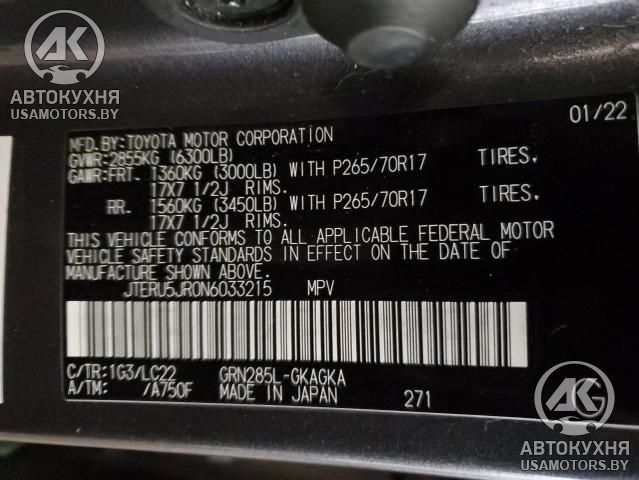 АК
АВТОКУХНЯ
USAMOTORS.BY
01/22
MFD.BY:TOYOTA MOTOR CORPORATION
GVWR:2855KG (6300LB)
GAWR:FRT. 1360KG (3000LB) WITH P265/70R17 TIRES,
17X7 1/2J RIMS.
RR. 1560KG (3450LB) WITH P265/70R17 TIRES,
17X7 1/2J RIMS.
THIS VEHICLE CONFORMS TO ALL APPLICABLE FEDERAL MOTOR
VEHICLE SAFETY STANDARDS IN EFFECT ON THE DATE OF
MANUFACTURE SHOWN ABOVE.
JTERU5JR0N6033215 MPV
C/TR:1G3/LC22 GRN285L-GKAGKA
A/TM: /A750F MADE IN JAPAN 271
G
АК
АВТОКУХНЯ
USAMOTORS.BY